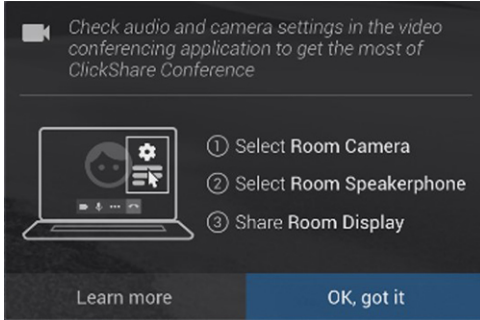 Check audio and camera settings in the video
conferencing application to get the most of
ClickShare Conference
1 Select Room Camera
2 Select Room Speakerphone
3 Share Room Display
Learn more
OK, got it